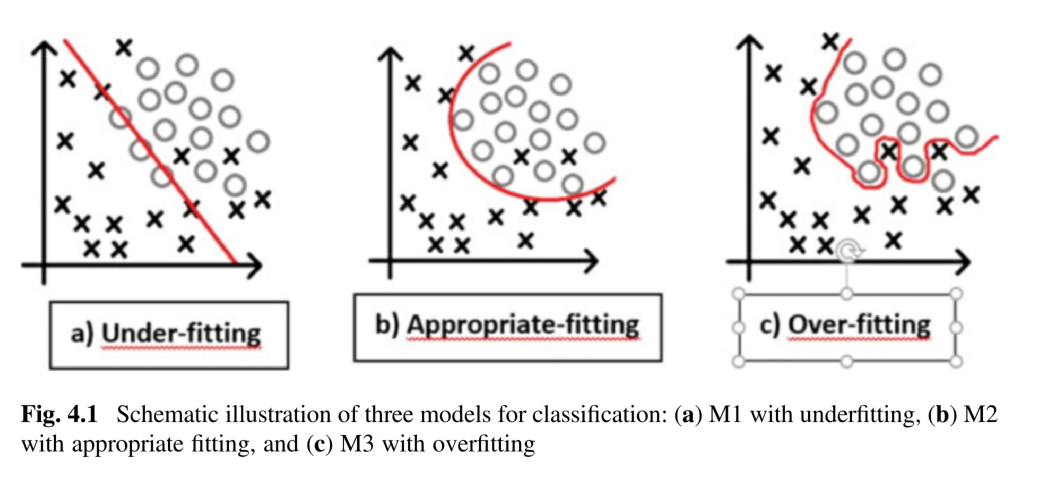 a) Under-fitting
b) Appropriate-fitting
c) Over-fitting
Fig. 4.1 Schematic illustration of three models for classification: (a) M1 with underfitting, (b) M2
with appropriate fitting, and (c) M3 with overfitting